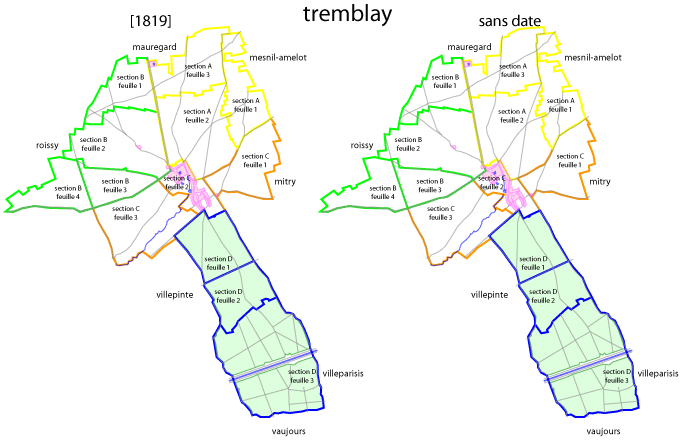 tremblay
[1819]
mauregard
mesnil-amelot
section A
feuille 3
section B
feuille 1
section A
feuille 1
section A
feuille 2
section B
feuille 2
roissy
section C
feuille 1
section B
feuille 3
section C
feuille 2
mitry
section B
feuille 4
section C
feuille 3
section D
feuille 1
villepinte
section D
feuille 2
section D
feuille 3
villeparisis
vaujours
sans date
mauregard
mesnil-amelot
section A
feuille 3
section B
feuille 1
section A
feuille 1
section A
feuille 2
section B
feuille 2
roissy
section C
feuille 1
section B
feuille 3
section C
feuille 2
mitry
section B
feuille 4
section C
feuille 3
section D
feuille 1
villepinte
section D
feuille 2
section D
feuille 3
villeparisis
vaujours